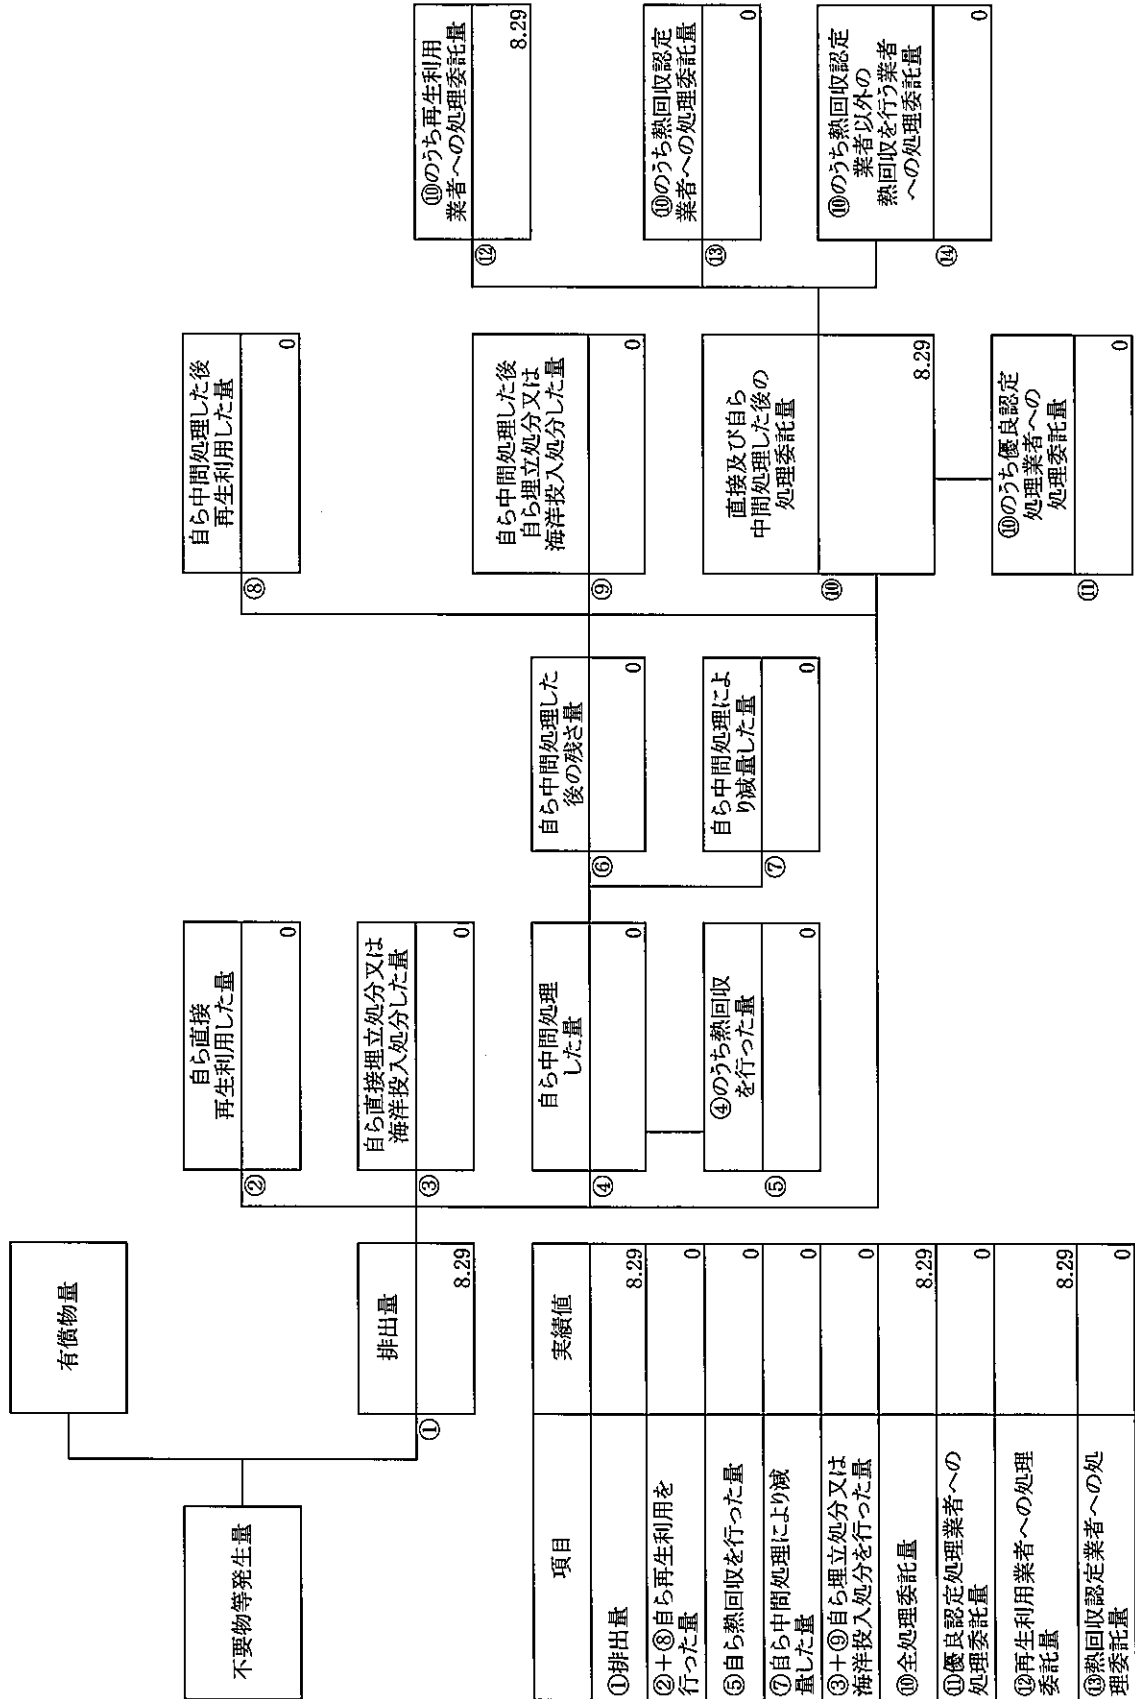 不要物等発生量
有償物量
排出量
① 8.29
自ら直接
再生利用した量
② 0
自ら直接埋立処分又は
海洋投入処分した量
③ 0
自ら中間処理
した量
④ 0
④のうち熱回収
を行った量
⑤ 0
自ら中間処理した
後の残さ量
⑥ 0
自ら中間処理によ
り減量した量
⑦ 0
自ら中間処理した後
再生利用した量
⑧ 0
自ら中間処理した後
自ら埋立処分又は
海洋投入処分した量
⑨ 0
直接及び自ら
中間処理した後の
処理委託量
⑩ 8.29
⑩のうち優良認定
処理業者への
処理委託量
⑪ 0
⑩のうち再生利用
業者への処理委託量
⑫ 8.29
⑩のうち熱回収認定
業者への処理委託量
⑬ 0
⑩のうち熱回収認定
業者以外の
熱回収を行う業者
への処理委託量
⑭ 0
項目 実績値
①排出量 8.29
②+⑧自ら再生利用を
行った量 0
⑤自ら熱回収を行った量 0
⑦自ら中間処理により減
量した量 0
③+⑨自ら埋立処分又は
海洋投入処分を行った量 0
⑩全処理委託量 8.29
⑪優良認定処理業者への
処理委託量 0
⑫再生利用業者への処理
委託量 8.29
⑬熱回収認定業者への処
理委託量 0